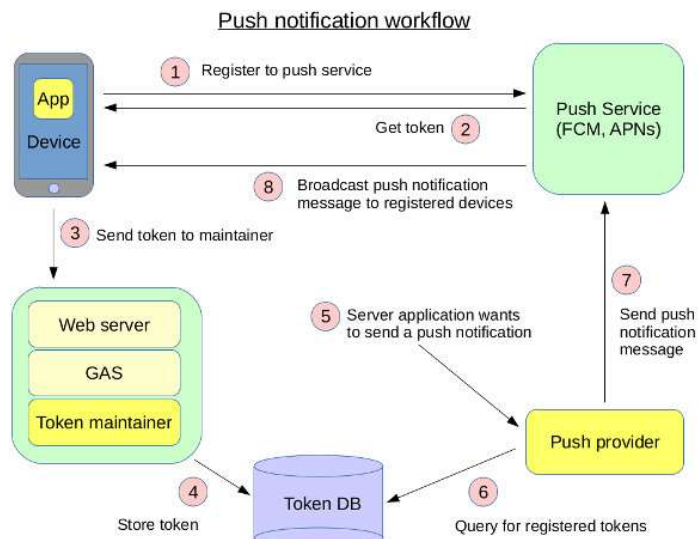 Push notification workflow
1
Register to push service
App
Device
Get token
2
Push Service
(FCM, APNs)
8
Broadcast push notification
message to registered devices
3
Send token to maintainer
7
Send push
notification
message
Web server
GAS
Token maintainer
5
Server application wants
to send a push notification
Push provider
4
Store token
Token DB
6
Query for registered tokens